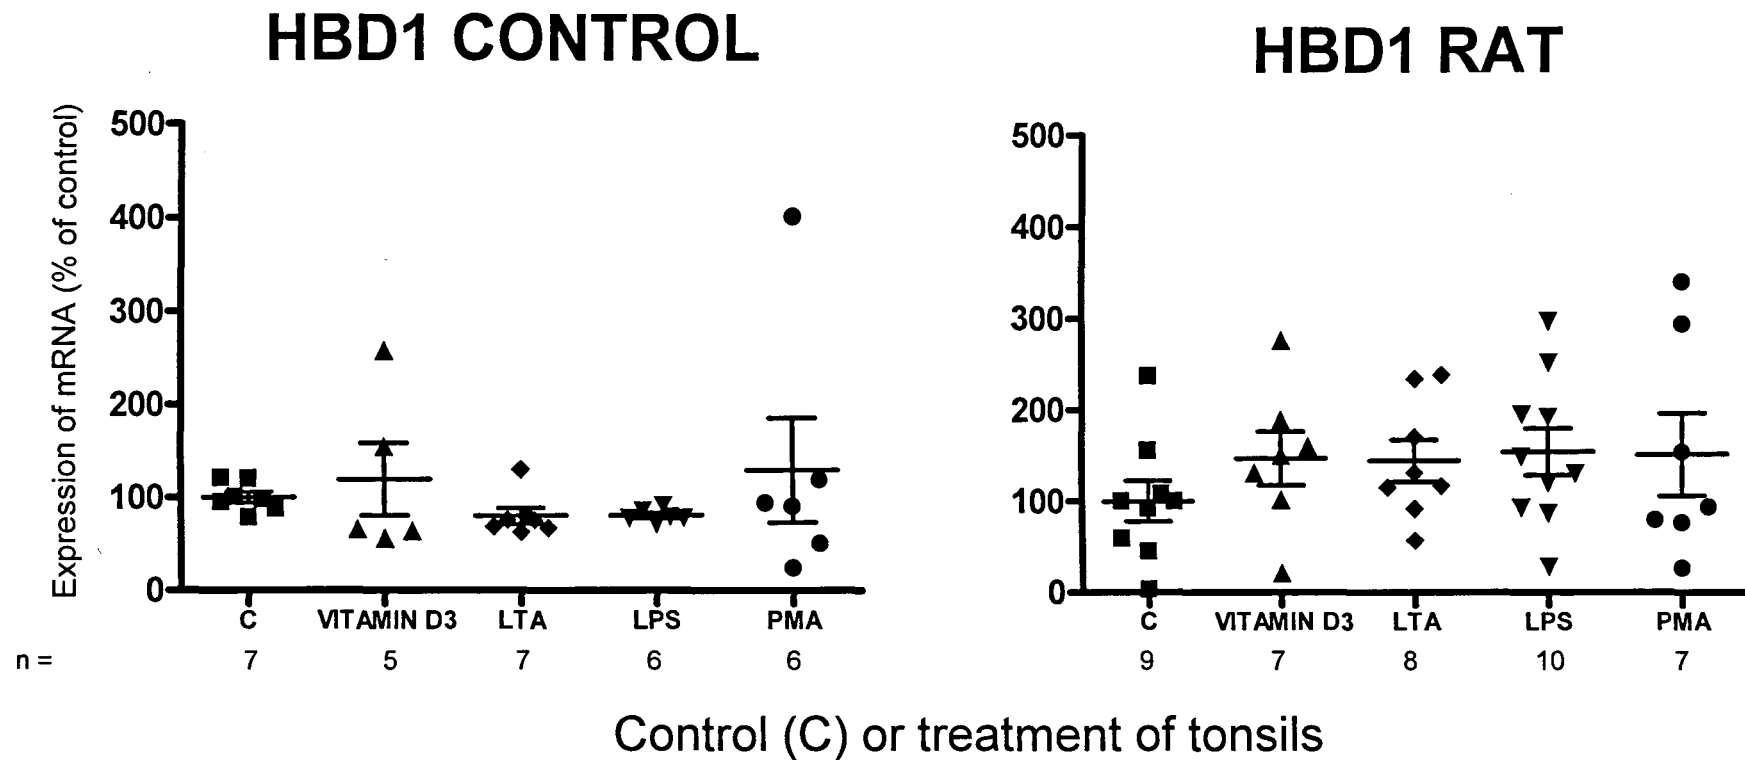 HBD1 CONTROL
Expression of mRNA (% of control)
500
400
300
200
100
0
C VITAMIN D3 LTA LPS PMA
n = 7 5 7 6 6
HBD1 RAT
500
400
300
200
100
0
C VITAMIN D3 LTA LPS PMA
9 7 8 10 7
Control (C) or treatment of tonsils